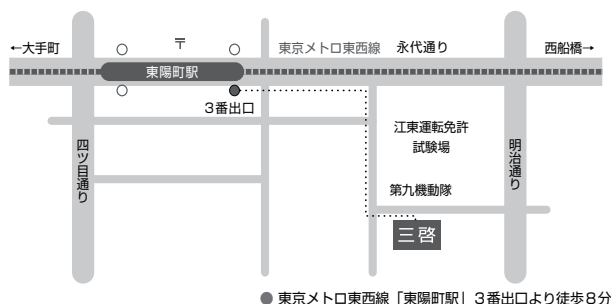 ←大手町
〒
東京メトロ東西線
永代通り
西船橋→
東陽町駅
3番出口
江東運転免許
試験場
四ツ目通り
明治通り
第九機動隊
三啓
● 東京メトロ東西線「東陽町駅」3番出口より徒歩8分